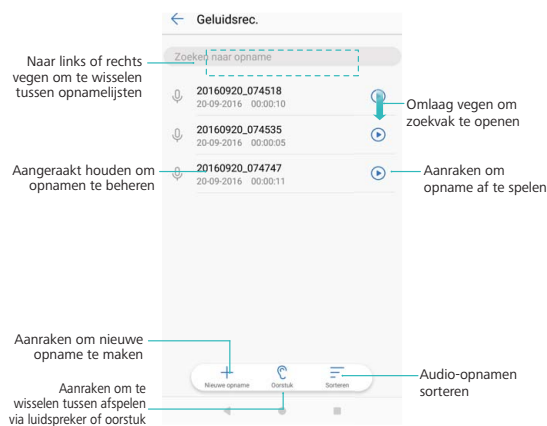 Geluidsrec.
Zoeken naar opname
Naar links of rechts
vegen om te wisselen
tussen opnamelijsten
20160920_074518
20-09-2016 00:00:10
Omlaag vegen om
zoekvak te openen
20160920_074535
20-09-2016 00:00:05
Aangeraakt houden om
opnamen te beheren
20160920_074747
20-09-2016 00:00:11
Aanraken om
opname af te spelen
Aanraken om nieuwe
opname te maken
Nieuwe opname
Oorstuk
Sorteren
Audio-opnamen
sorteren
Aanraken om te
wisselen tussen afspelen
via luidspreker of oorstuk